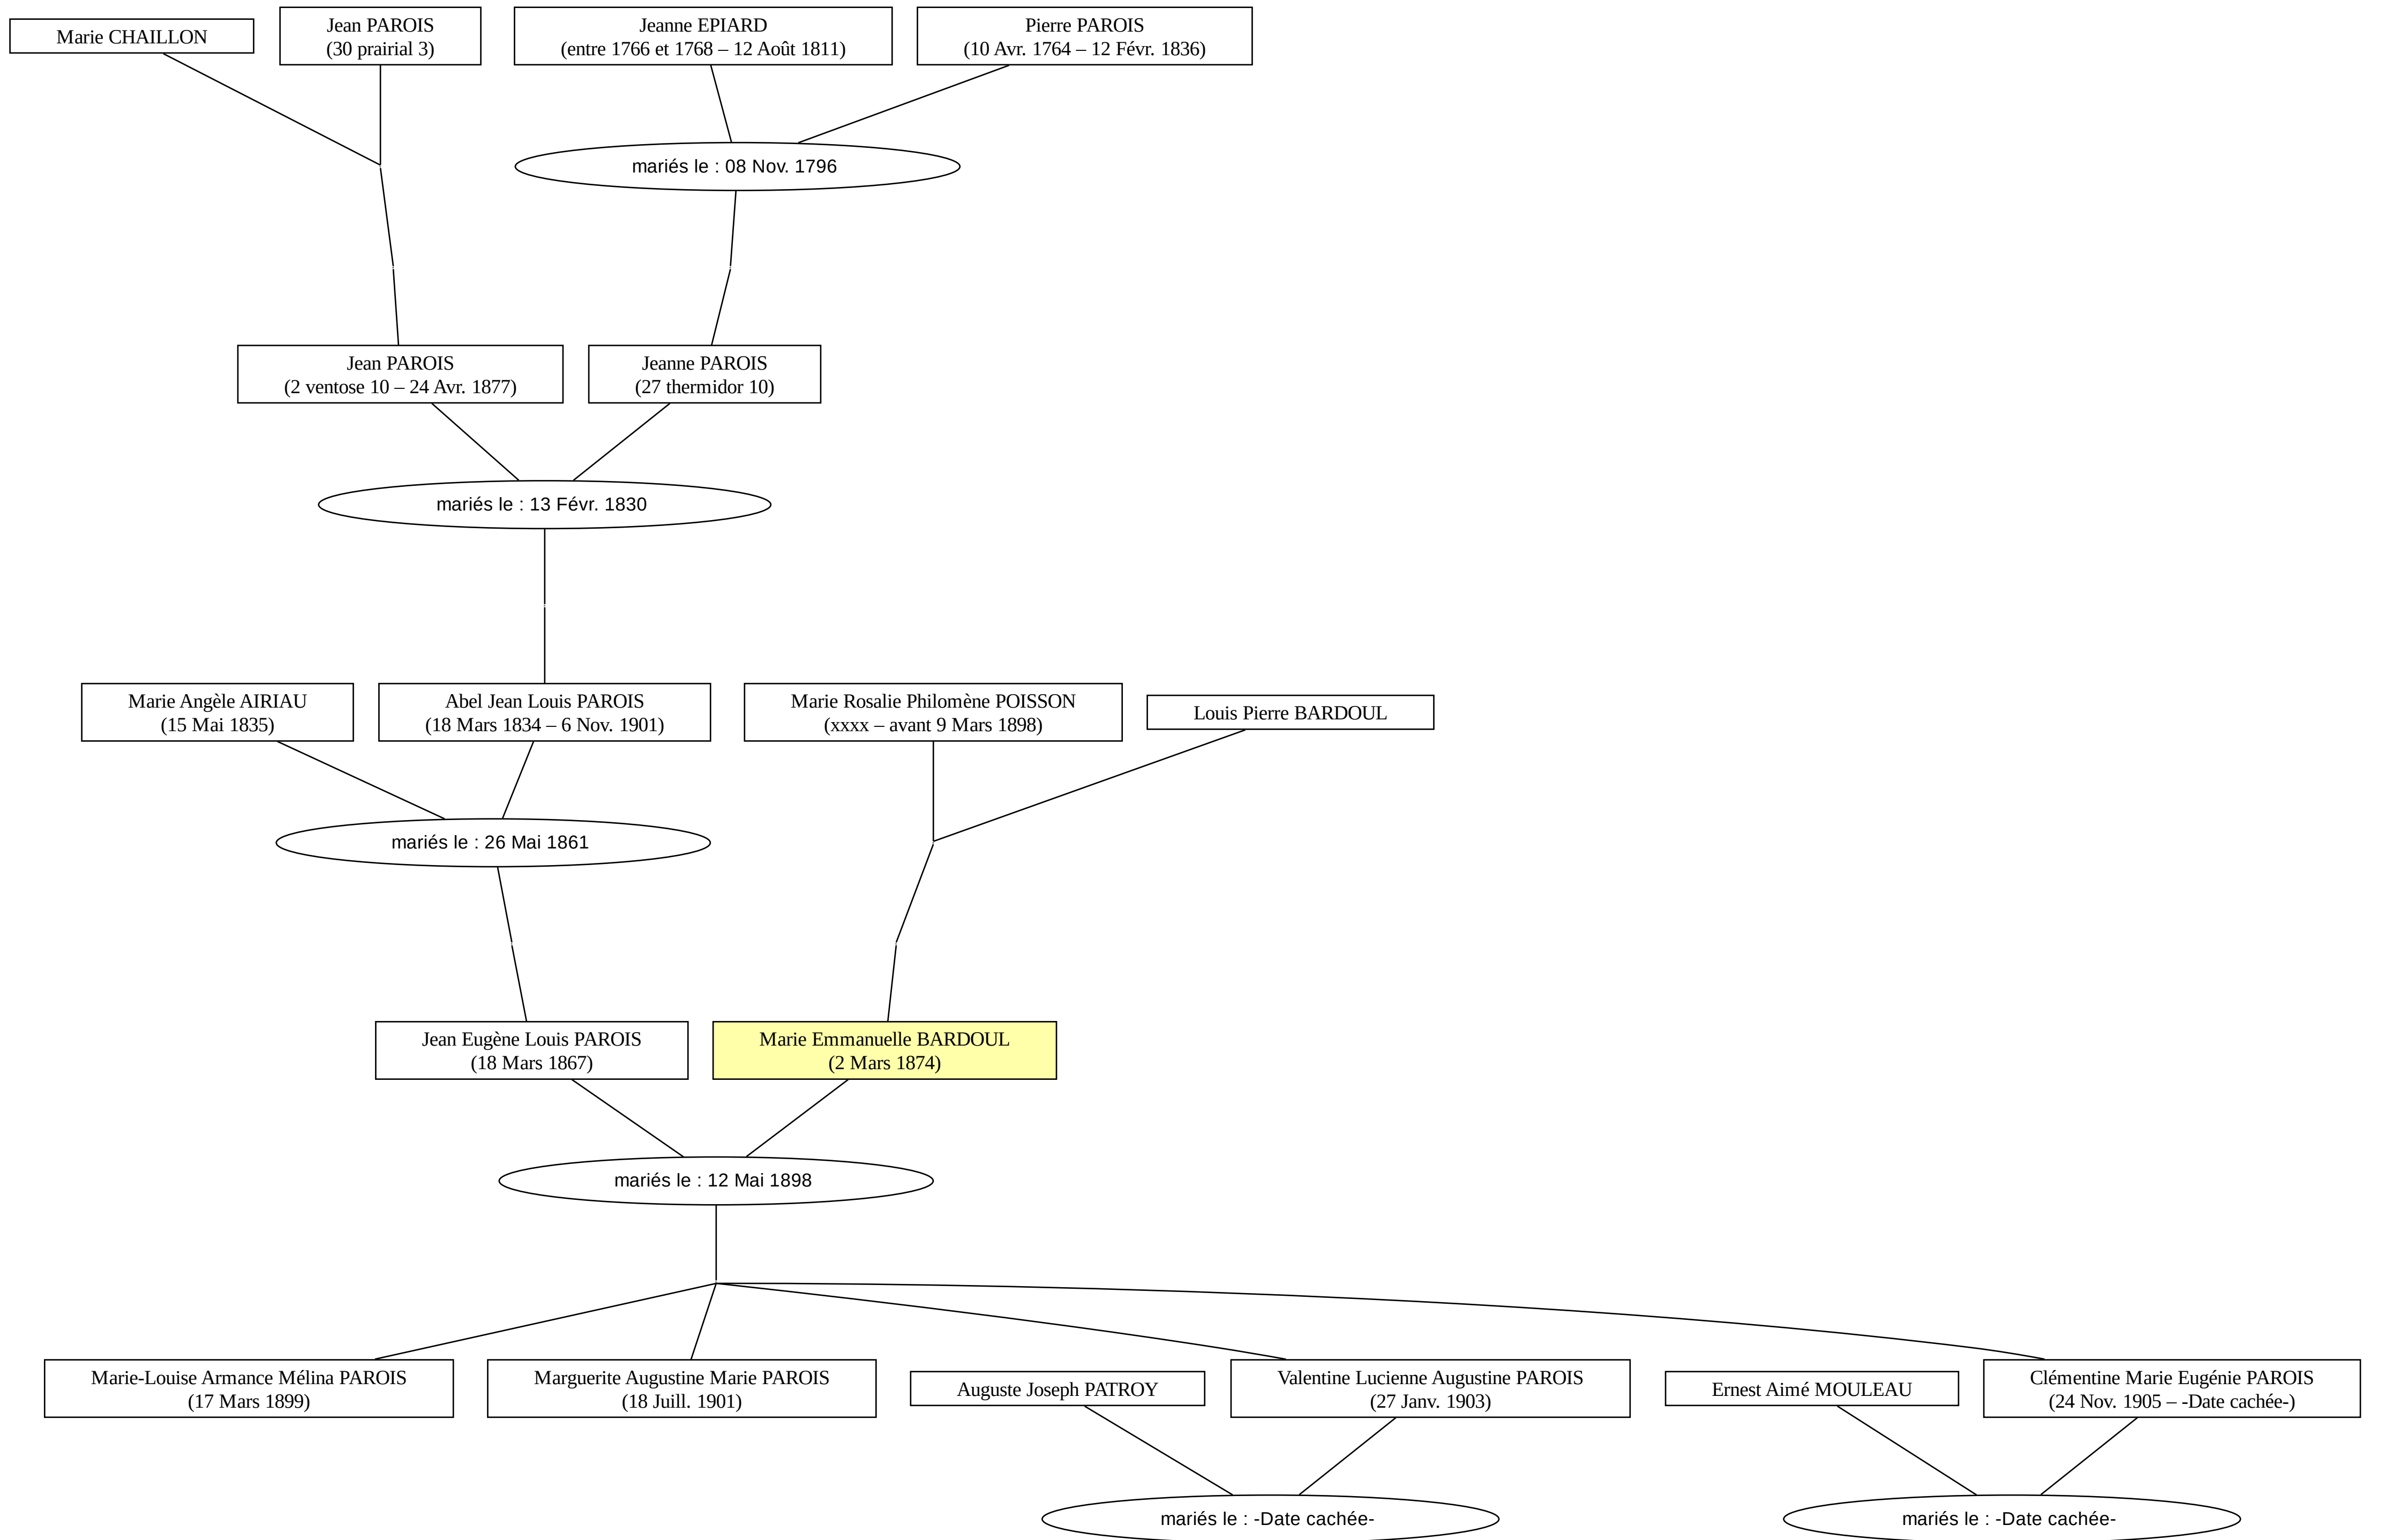 Marie CHAILLON
Jean PAROIS
(30 prairial 3)
Jeanne EPIARD
(entre 1766 et 1768 – 12 Août 1811)
Pierre PAROIS
(10 Avr. 1764 – 12 Févr. 1836)
mariés le : 08 Nov. 1796
Jean PAROIS
(2 ventose 10 – 24 Avr. 1877)
Jeanne PAROIS
(27 thermidor 10)
mariés le : 13 Févr. 1830
Marie Angèle AIRIAU
(15 Mai 1835)
Abel Jean Louis PAROIS
(18 Mars 1834 – 6 Nov. 1901)
Marie Rosalie Philomène POISSON
(xxxx – avant 9 Mars 1898)
Louis Pierre BARDOUL
mariés le : 26 Mai 1861
Jean Eugène Louis PAROIS
(18 Mars 1867)
Marie Emmanuelle BARDOUL
(2 Mars 1874)
mariés le : 12 Mai 1898
Marie-Louise Armance Mélina PAROIS
(17 Mars 1899)
Marguerite Augustine Marie PAROIS
(18 Juill. 1901)
Auguste Joseph PATROY
Valentine Lucienne Augustine PAROIS
(27 Janv. 1903)
Ernest Aimé MOULEAU
Clémentine Mélie Eugénie PAROIS
(24 Nov. 1905 – -Date cachée-)
mariés le : -Date cachée-
mariés le : -Date cachée-